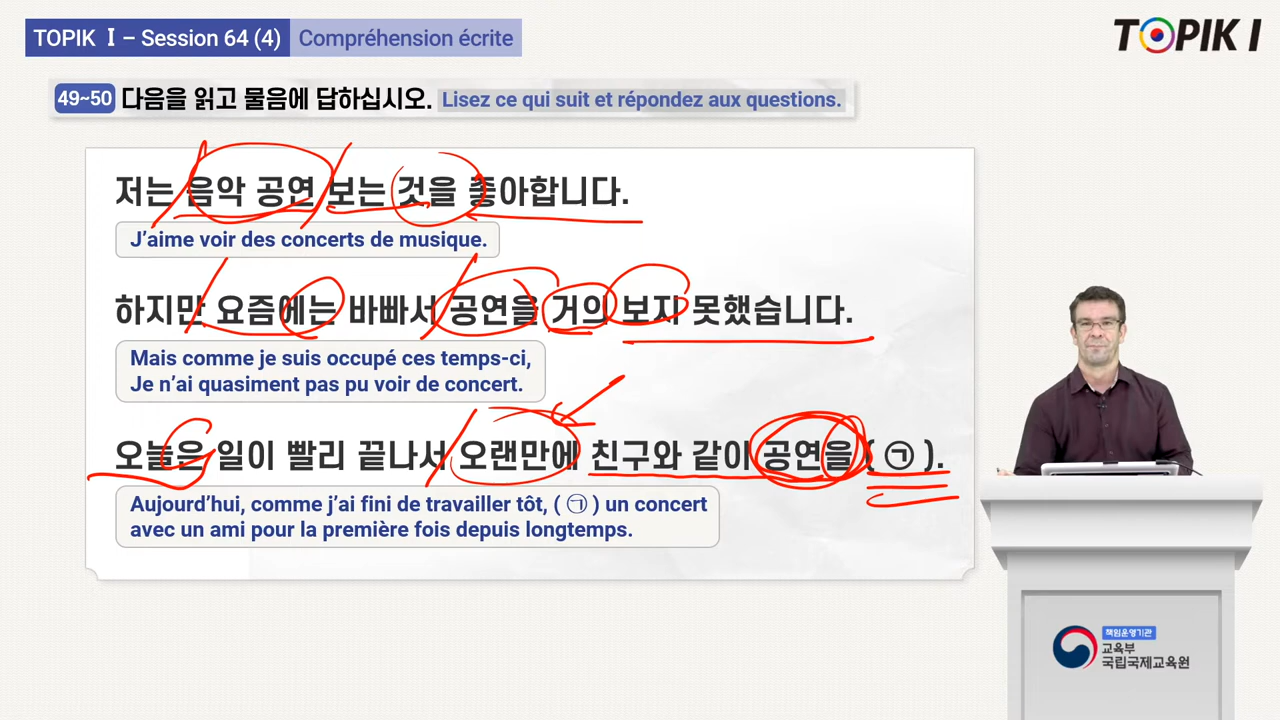 TOPIK Ⅰ – Session 64 (4) Compréhension écrite
TOPIK I
49~50 다음을 읽고 물음에 답하십시오. Lisez ce qui suit et répondez aux questions.
저는 음악 공연 보는 것을 좋아합니다.
J’aime voir des concerts de musique.
하지만 요즘에는 바빠서 공연을 거의 보지 못했습니다.
Mais comme je suis occupé ces temps-ci,
Je n’ai quasiment pas pu voir de concert.
오늘은 일이 빨리 끝나서 오랜만에 친구와 같이 공연을 ( ㉠ ).
Aujourd’hui, comme j’ai fini de travailler tôt, ( ㉠ ) un concert
avec un ami pour la première fois depuis longtemps.
책임운영기관
교육부
국립국제교육원